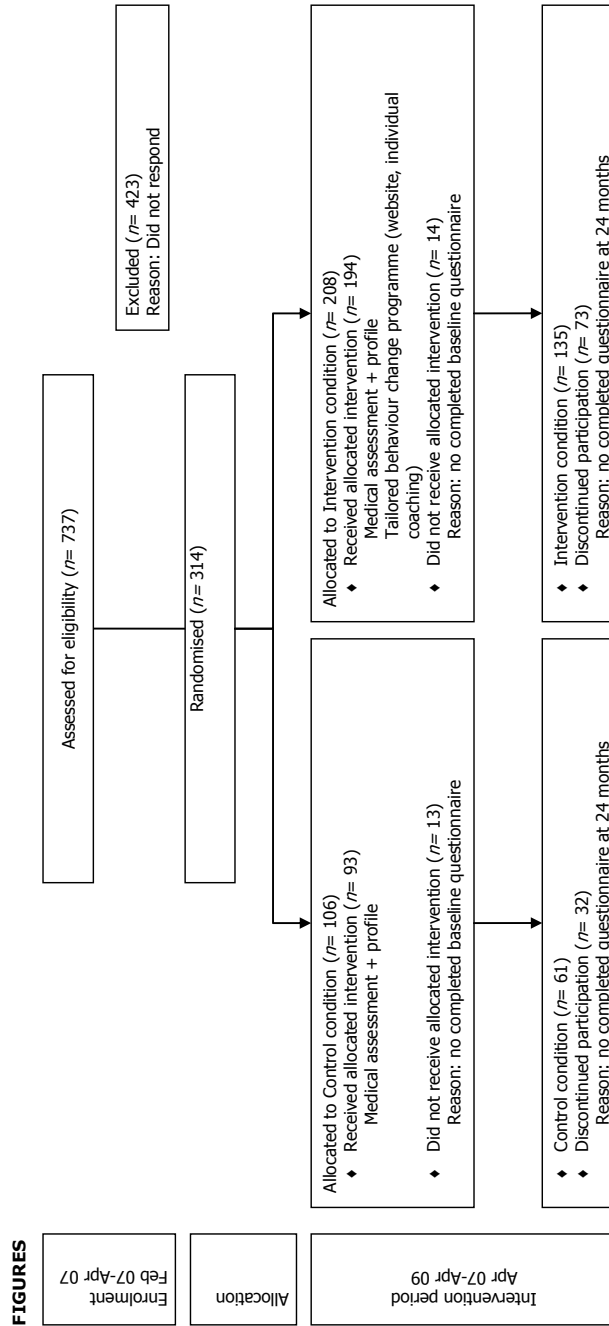 FIGURES
Enrolment
Feb 07-Apr 07
Assessed for eligibility (n= 737)
Excluded (n= 423)
Reason: Did not respond
Allocation
Randomised (n= 314)
Intervention period
Apr 07-Apr 09
Allocated to Control condition (n= 106)
♦ Received allocated intervention (n= 93)
Medical assessment + profile
♦ Did not receive allocated intervention (n= 13)
Reason: no completed baseline questionnaire
Allocated to Intervention condition (n= 208)
♦ Received allocated intervention (n= 194)
Medical assessment + profile
Tailored behaviour change programme (website, individual
coaching)
♦ Did not receive allocated intervention (n= 14)
Reason: no completed baseline questionnaire
♦ Control condition (n= 61)
♦ Discontinued participation (n= 32)
Reason: no completed questionnaire at 24 months
♦ Intervention condition (n= 135)
♦ Discontinued participation (n= 73)
Reason: no completed questionnaire at 24 months